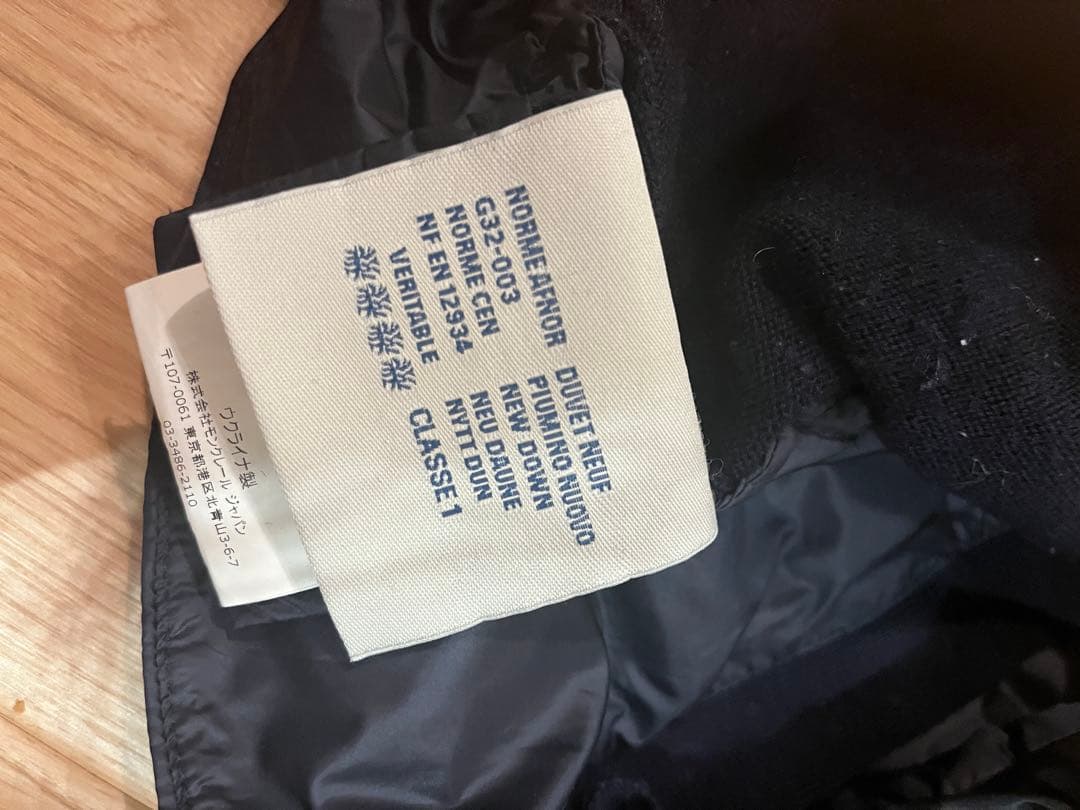 NORME AFNOR
G32-003
NORME CEN
NF EN 12934
VERITABLE
DUVET NEUF
PIUMINO NUOVO
NEW DOWN
NEU DAUNE
NYTT DUN
CLASSE 1
ウクライナ製
株式会社モンクレール ジャパン
〒107-0061 東京都港区北青山3-6-7
03-3486-2110